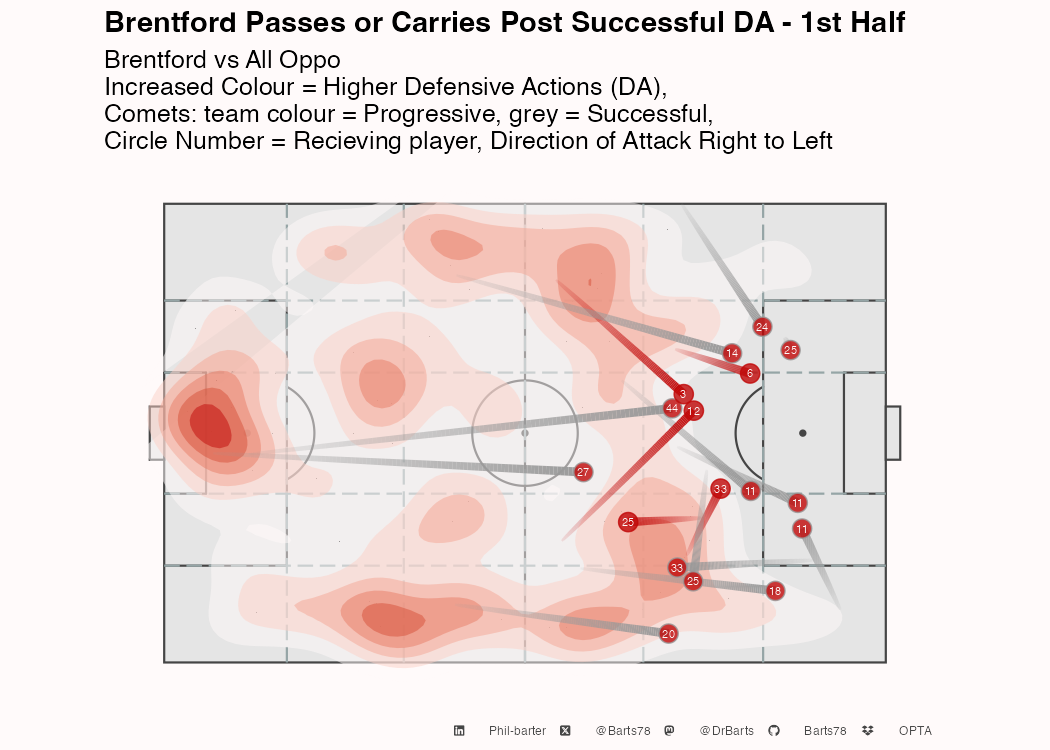 Brentford Passes or Carries Post Successful DA - 1st Half
Brentford vs All Oppo
Increased Colour = Higher Defensive Actions (DA),
Comets: team colour = Progressive, grey = Successful,
Circle Number = Recieving player, Direction of Attack Right to Left
24
14
25
6
3
44
12
27
33
11
11
25
11
33
25
18
20
Phil-barter @Barts78 @DrBarts Barts78 OPTA